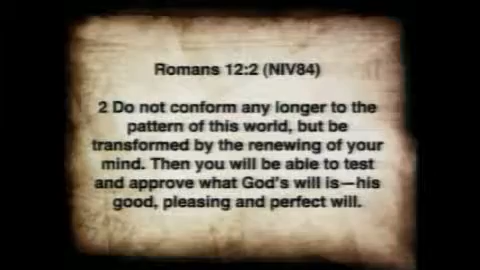 Romans 12:2 (NIV84)
2 Do not conform any longer to the
pattern of this world, but be
transformed by the renewing of your
mind. Then you will be able to test
and approve what God's will is—his
good, pleasing and perfect will.